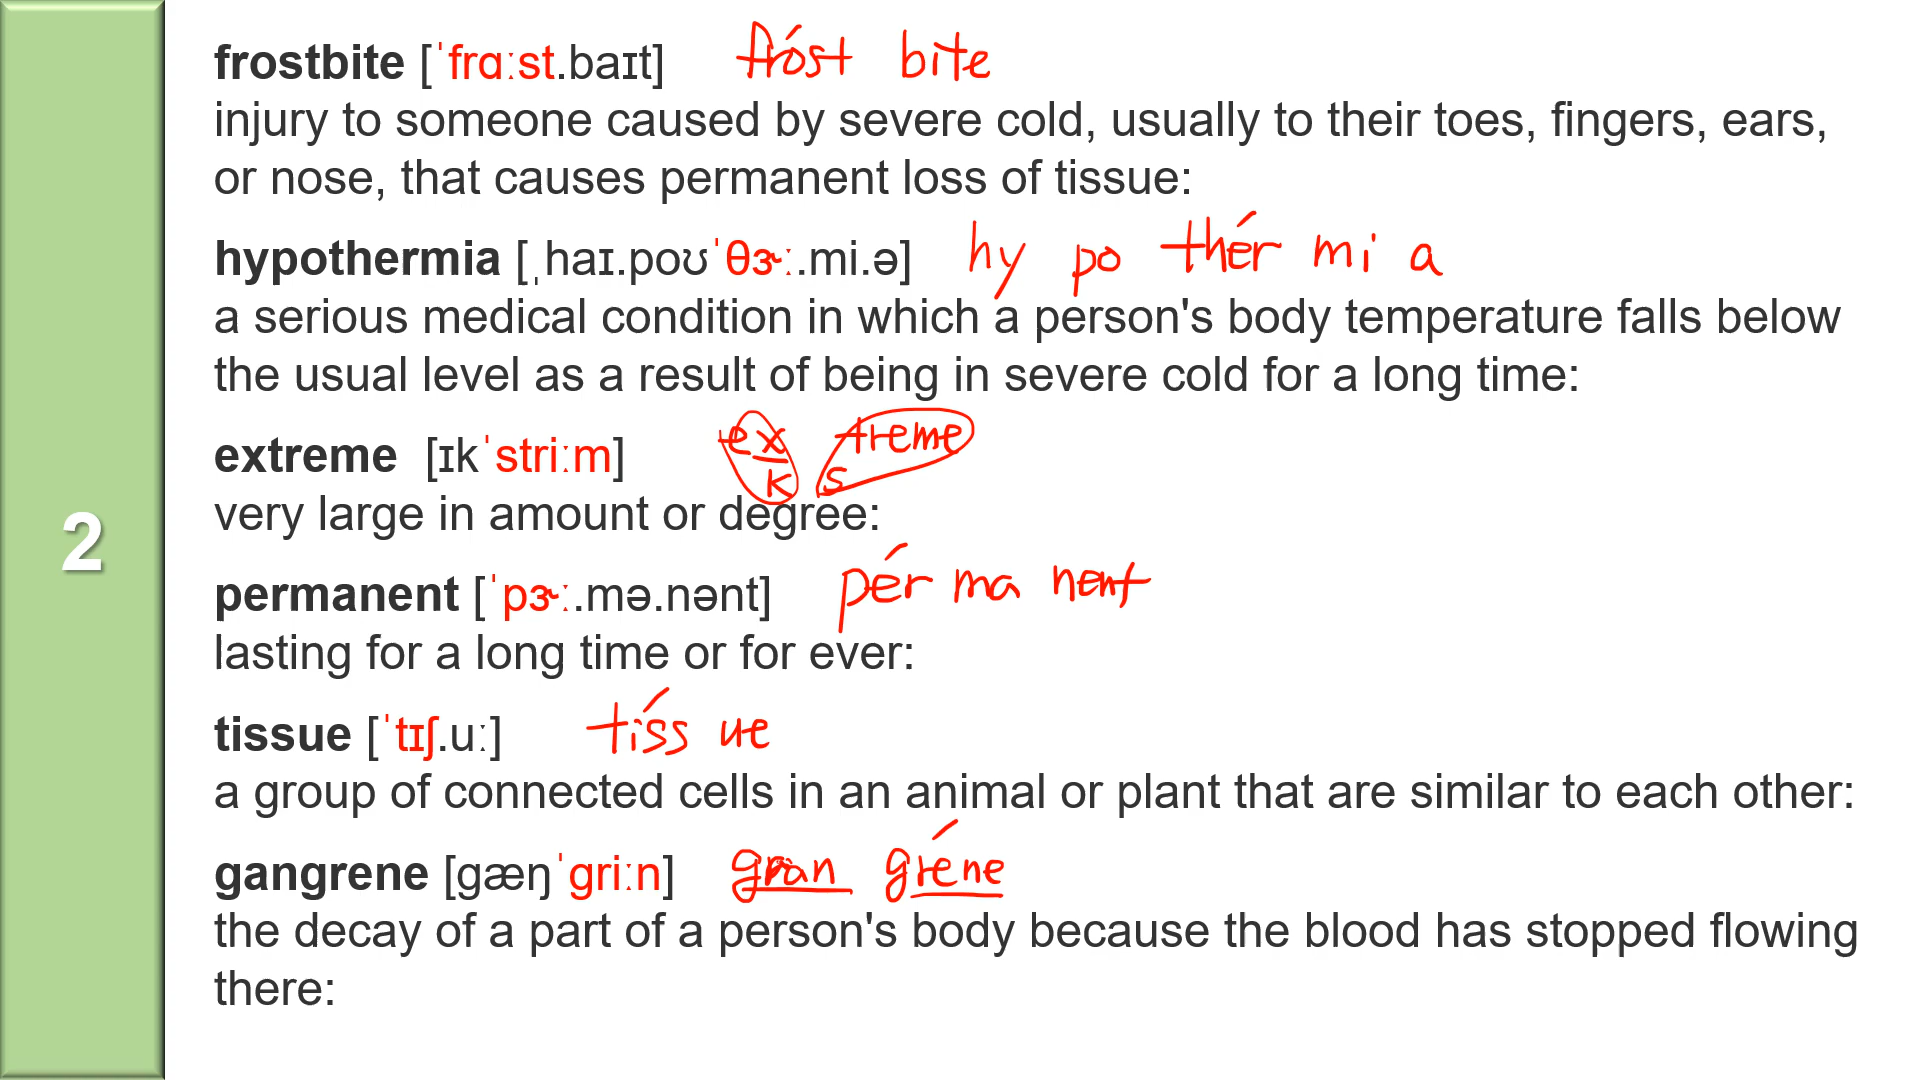 frostbite [ˈfrɑːst.baɪt] fróst bite
injury to someone caused by severe cold, usually to their toes, fingers, ears,
or nose, that causes permanent loss of tissue:
hypothermia [ˌhaɪ.poʊˈθɝː.mi.ə] hy po thér mi a
a serious medical condition in which a person's body temperature falls below
the usual level as a result of being in severe cold for a long time:
extreme [ɪkˈstriːm] ex treme
k s
very large in amount or degree:
permanent [ˈpɝː.mə.nənt] pér ma nent
lasting for a long time or for ever:
tissue [ˈtɪʃ.uː] tíss ue
a group of connected cells in an animal or plant that are similar to each other:
gangrene [ɡæŋˈɡriːn] gréne
the decay of a part of a person's body because the blood has stopped flowing
there:
2